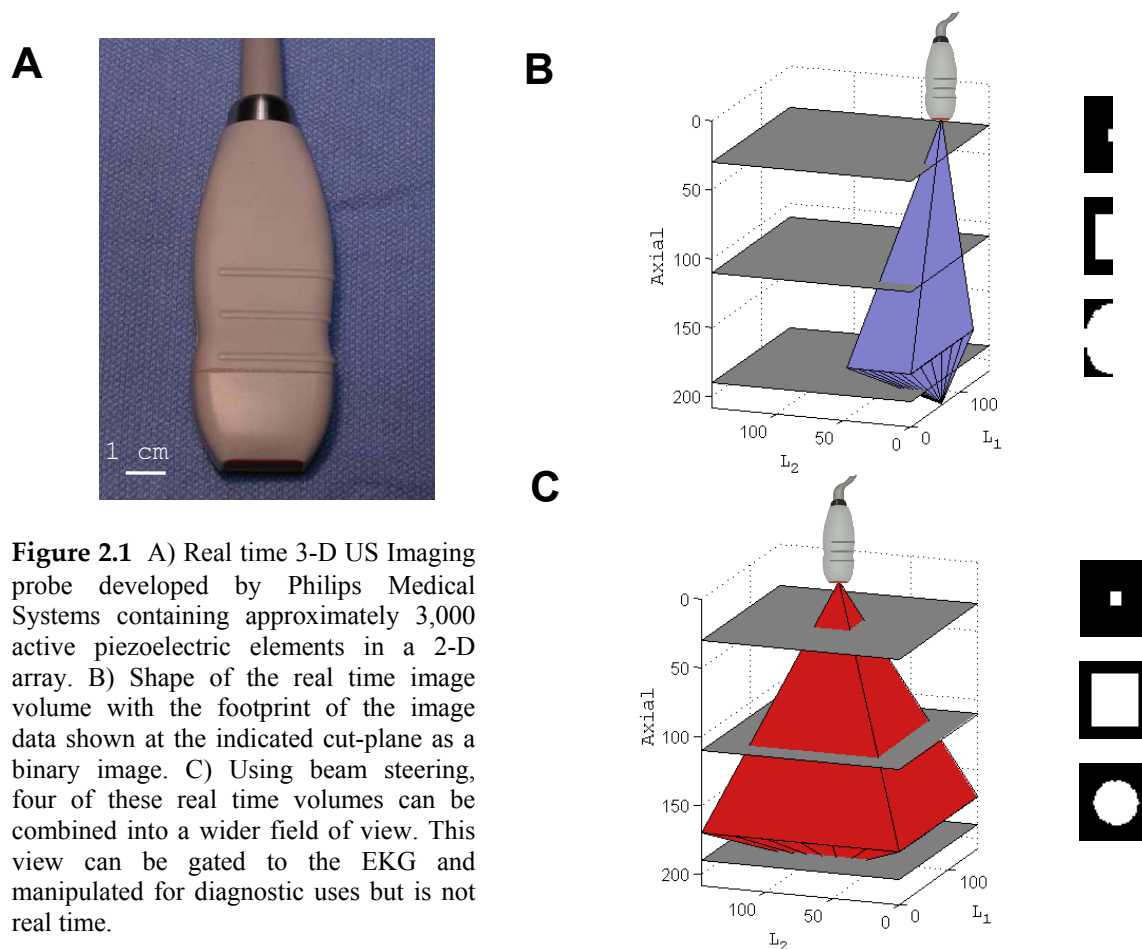 A
1 cm
Figure 2.1 A) Real time 3-D US Imaging
probe developed by Philips Medical
Systems containing approximately 3,000
active piezoelectric elements in a 2-D
array. B) Shape of the real time image
volume with the footprint of the image
data shown at the indicated cut-plane as a
binary image. C) Using beam steering,
four of these real time volumes can be
combined into a wider field of view. This
view can be gated to the EKG and
manipulated for diagnostic uses but is not
real time.
B
0
50
100
150
200
Axial
100
50
0
L₂
0
100
L₁
C
0
50
100
150
200
Axial
100
50
0
L₂
0
100
L₁